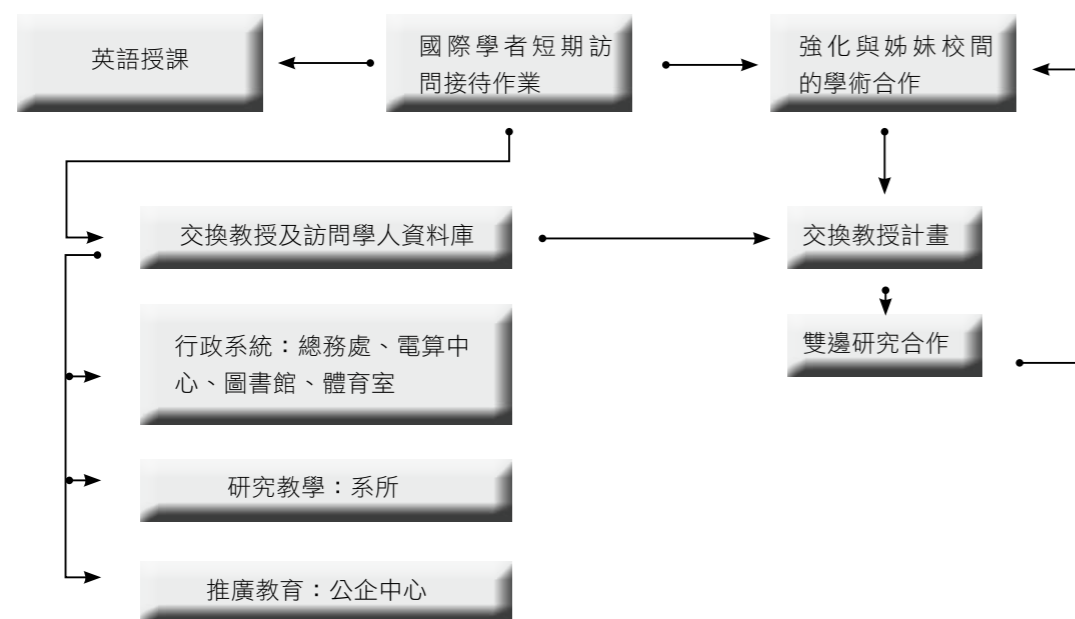 英語授課
國際學者短期訪
問接待作業
強化與姊妹校間
的學術合作
交換教授及訪問學人資料庫
交換教授計畫
行政系統：總務處、電算中
心、圖書館、體育室
雙邊研究合作
研究教學：系所
推廣教育：公企中心